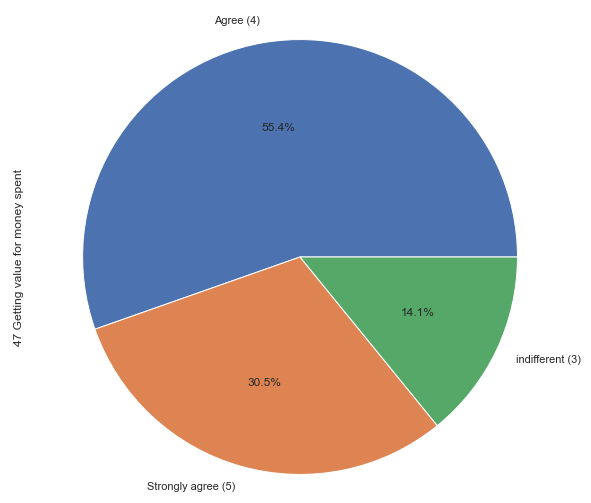 Agree (4)
55.4%
47 Getting value for money spent
14.1%
indifferent (3)
30.5%
Strongly agree (5)